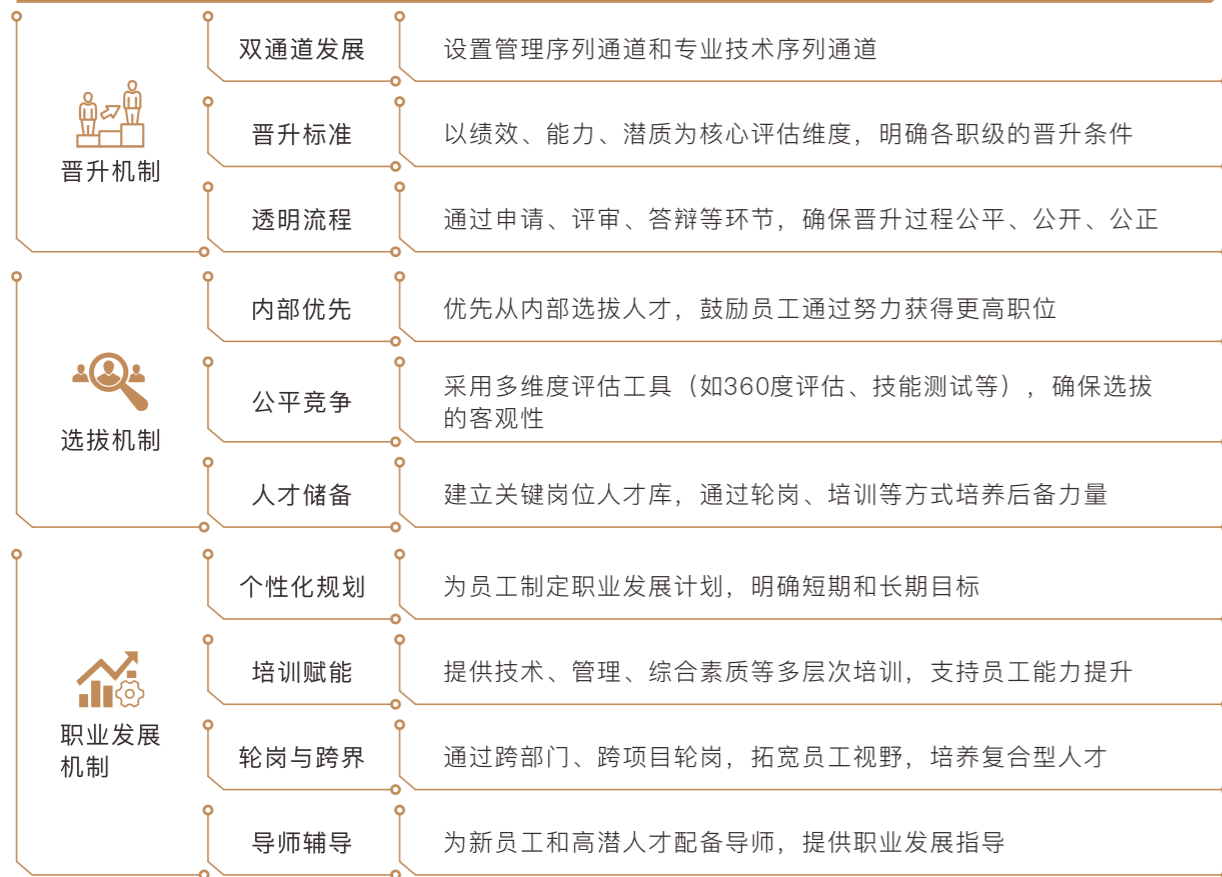 晋升机制
双通道发展
设置管理序列通道和专业技术序列通道
晋升标准
以绩效、能力、潜质为核心评估维度，明确各职级的晋升条件
透明流程
通过申请、评审、答辩等环节，确保晋升过程公平、公开、公正
选拔机制
内部优先
优先从内部选拔人才，鼓励员工通过努力获得更高职位
公平竞争
采用多维度评估工具（如360度评估、技能测试等），确保选拔
的客观性
人才储备
建立关键岗位人才库，通过轮岗、培训等方式培养后备力量
职业发展
机制
个性化规划
为员工制定职业发展计划，明确短期和长期目标
培训赋能
提供技术、管理、综合素质等多层次培训，支持员工能力提升
轮岗与跨界
通过跨部门、跨项目轮岗，拓宽员工视野，培养复合型人才
导师辅导
为新员工和高潜人才配备导师，提供职业发展指导